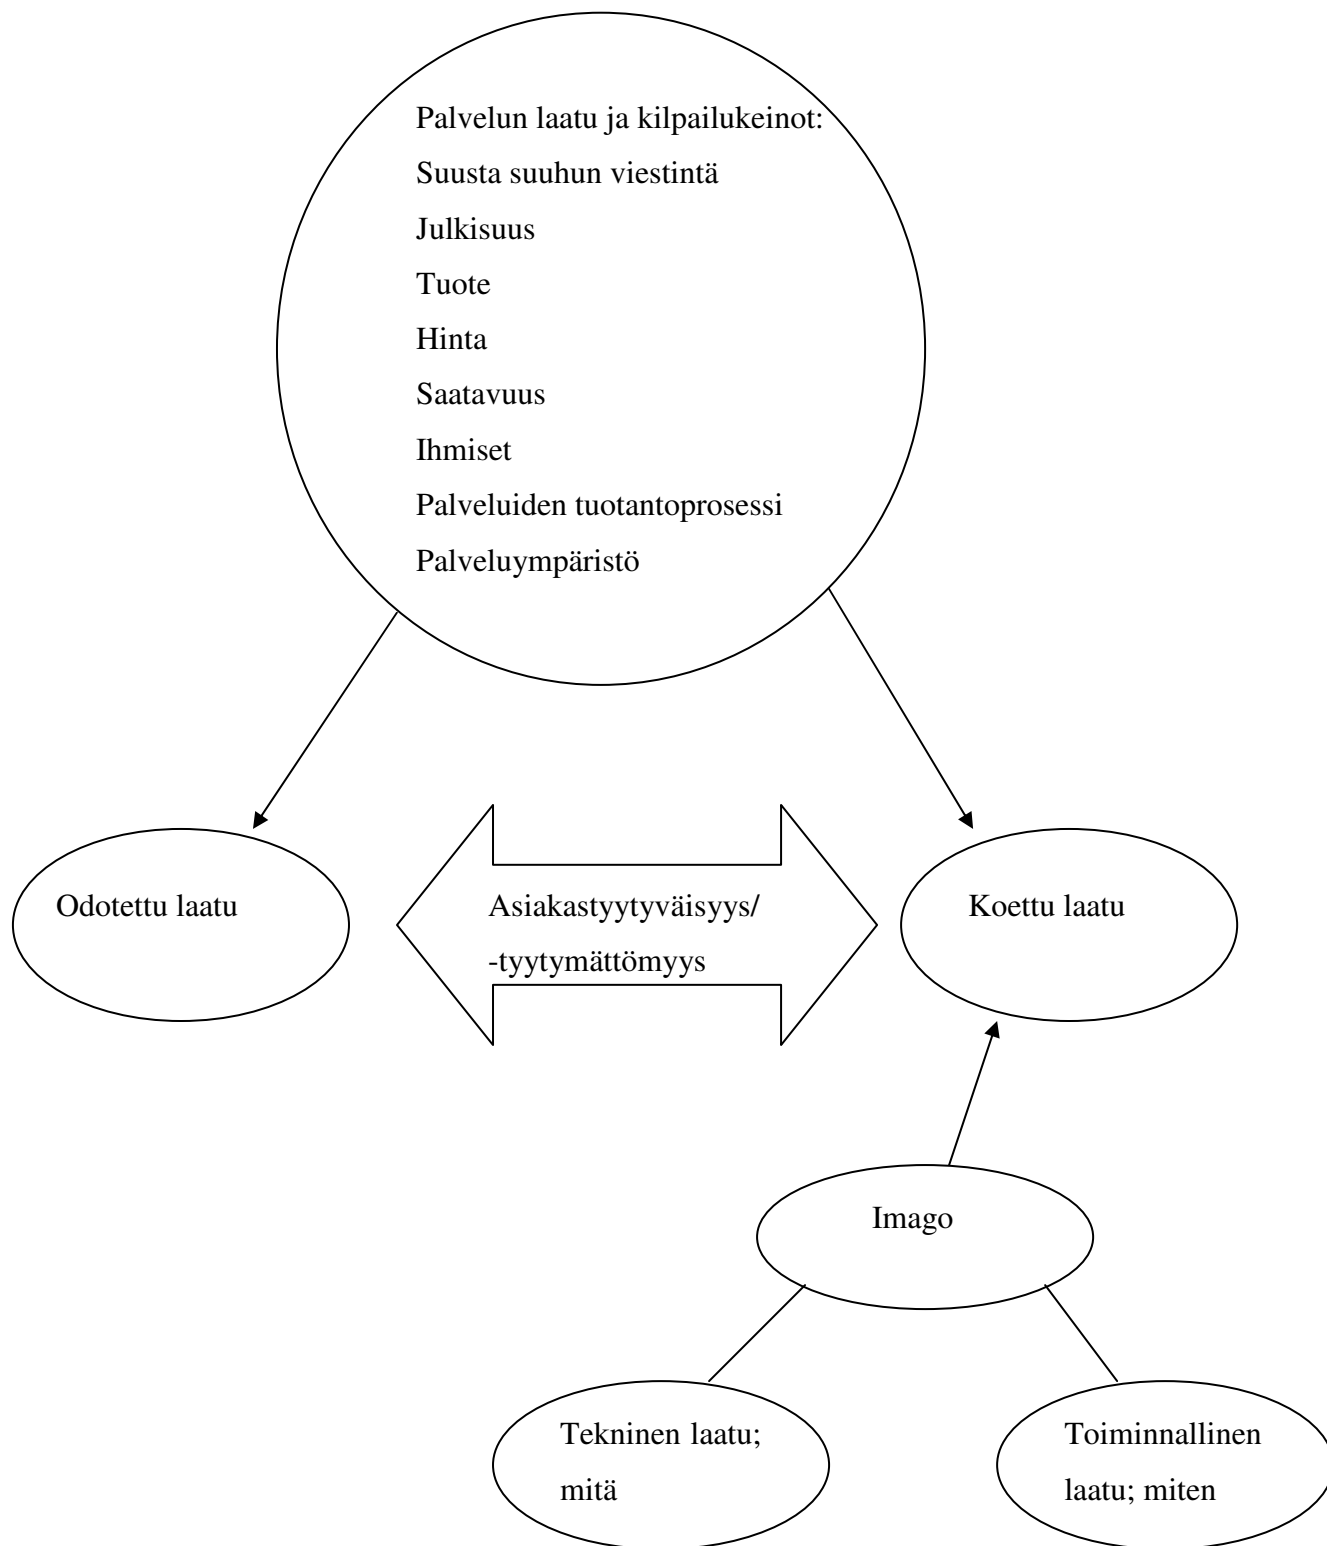 Palvelun laatu ja kilpailukeinot:
Suusta suuhun viestintä
Julkisuus
Tuote
Hinta
Saatavuus
Ihmiset
Palveluiden tuotantoprosessi
Palveluympäristö
Odotettu laatu
Asiakastyytyväisyys/
-tyytymättömyys
Koettu laatu
Imago
Tekninen laatu;
mitä
Toiminnallinen
laatu; miten